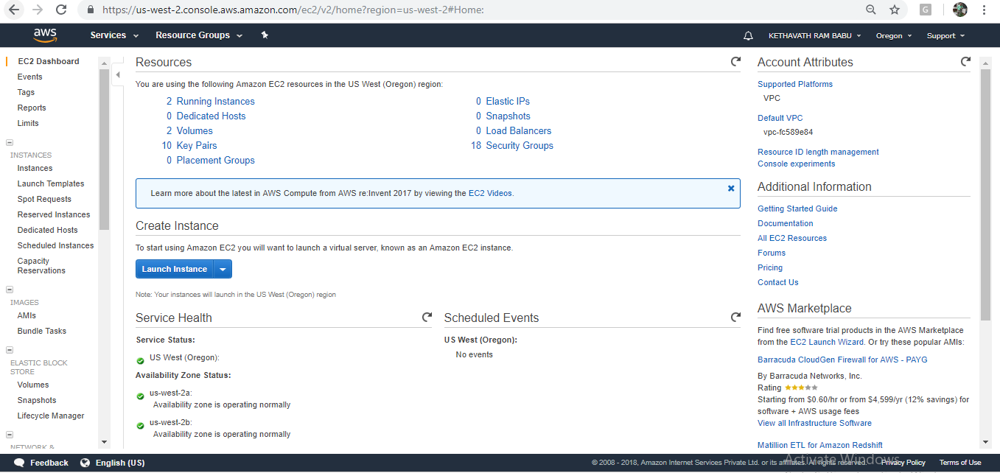 https://us-west-2.console.aws.amazon.com/ec2/v2/home?region=us-west-2#Home:
G
aws
Services
Resource Groups
KETHAVATH RAM BABU
Oregon
Support
EC2 Dashboard
Events
Tags
Reports
Limits
INSTANCES
Instances
Launch Templates
Spot Requests
Reserved Instances
Dedicated Hosts
Scheduled Instances
Capacity
Reservations
IMAGES
AMIs
Bundle Tasks
ELASTIC BLOCK
STORE
Volumes
Snapshots
Lifecycle Manager
NETWORK &
Resources
You are using the following Amazon EC2 resources in the US West (Oregon) region:
2 Running Instances
0 Dedicated Hosts
2 Volumes
10 Key Pairs
0 Placement Groups
0 Elastic IPs
0 Snapshots
0 Load Balancers
18 Security Groups
Learn more about the latest in AWS Compute from AWS re:Invent 2017 by viewing the EC2 Videos.
Create Instance
To start using Amazon EC2 you will want to launch a virtual server, known as an Amazon EC2 instance.
Launch Instance
Note: Your instances will launch in the US West (Oregon) region
Service Health
Service Status:
US West (Oregon):
Availability Zone Status:
us-west-2a:
Availability zone is operating normally
us-west-2b:
Availability zone is operating normally
Scheduled Events
US West (Oregon):
No events
Account Attributes
Supported Platforms
VPC
Default VPC
vpc-fc589e84
Resource ID length management
Console experiments
Additional Information
Getting Started Guide
Documentation
All EC2 Resources
Forums
Pricing
Contact Us
AWS Marketplace
Find free software trial products in the AWS Marketplace
from the EC2 Launch Wizard. Or try these popular AMIs:
Barracuda CloudGen Firewall for AWS - PAYG
By Barracuda Networks, Inc.
Rating
Starting from $0.60/hr or from $4,599/yr (12% savings) for
software + AWS usage fees
View all Infrastructure Software
Matillion ETL for Amazon Redshift
Activate Windows
Feedback
English (US)
© 2008 - 2018, Amazon Internet Services Private Ltd. or its affiliates. All rights reserved.
Privacy Policy
Terms of Use